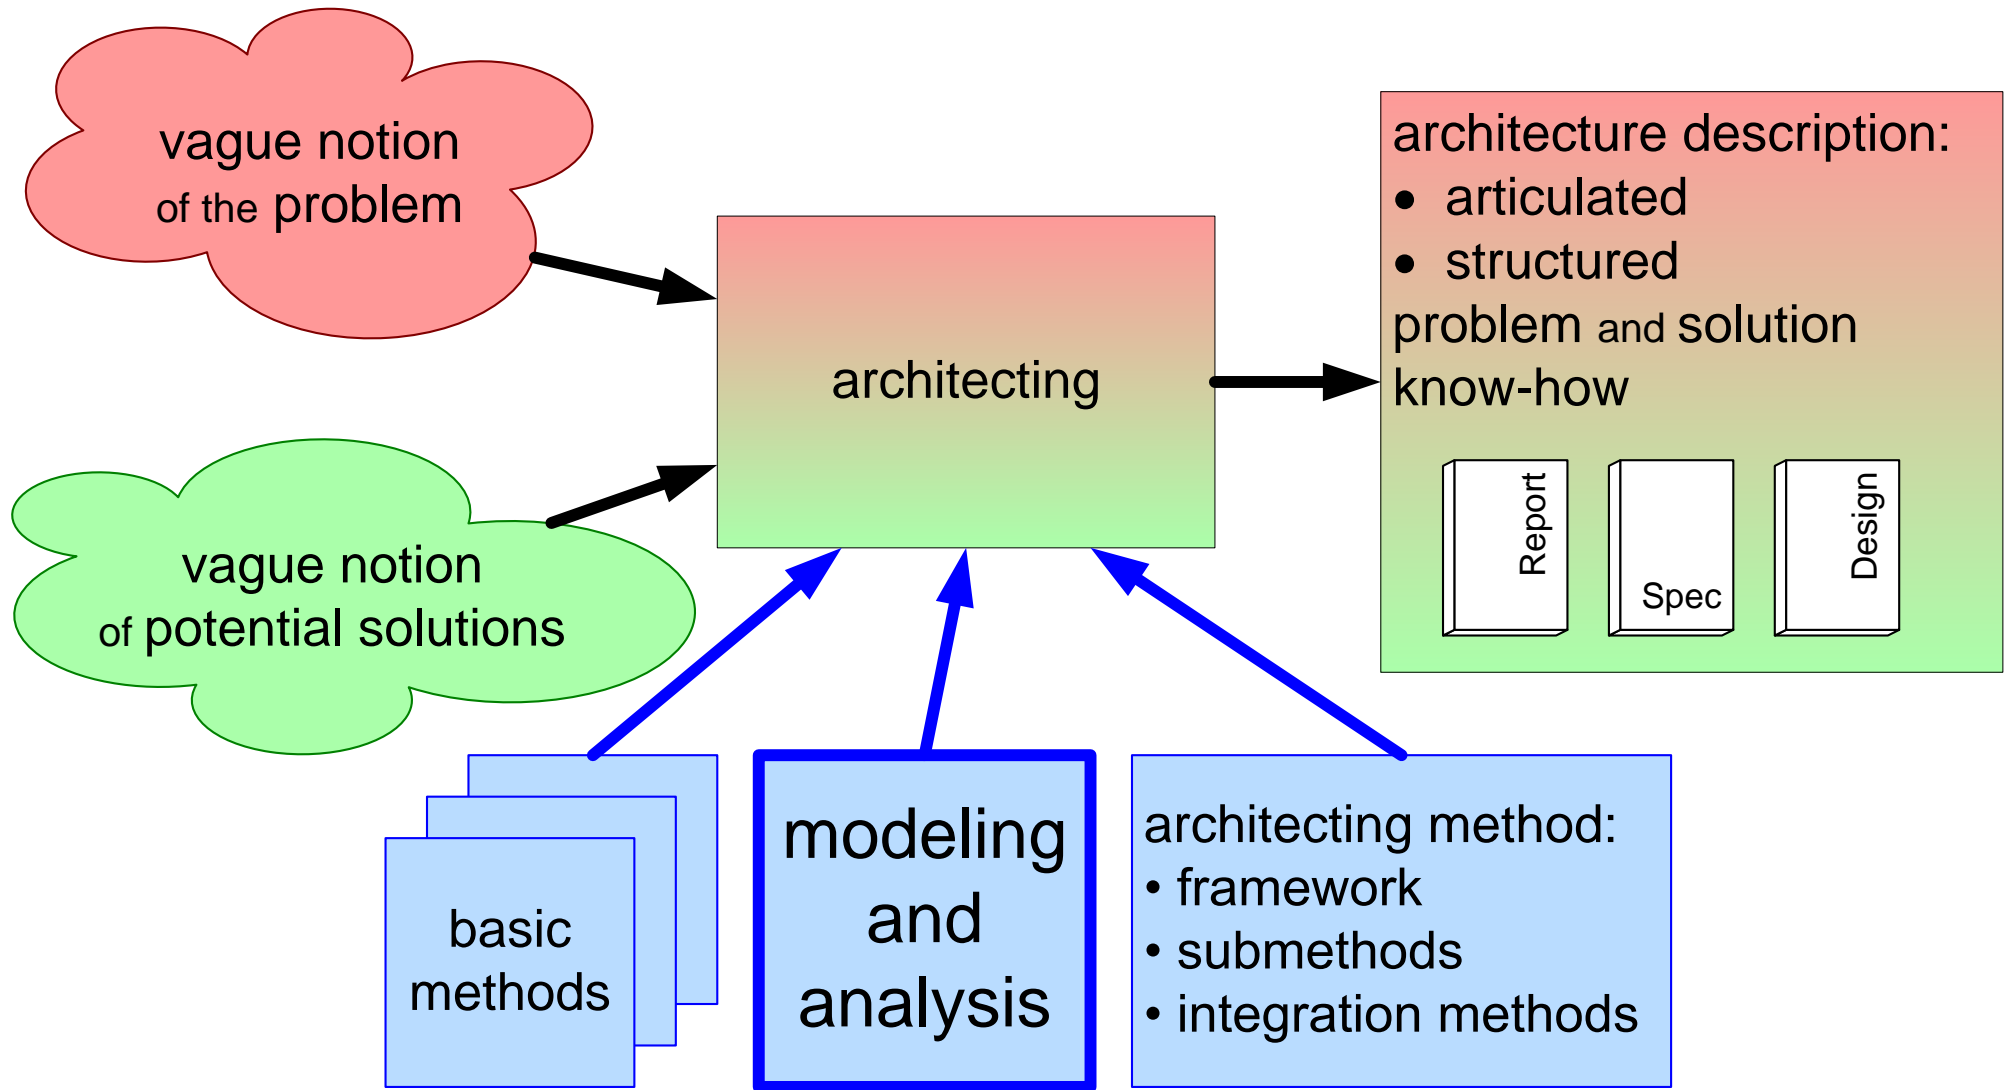 vague notion
of the problem
vague notion
of potential solutions
architecting
architecture description:
• articulated
• structured
problem and solution
know-how
Report
Spec
Design
basic
methods
modeling
and
analysis
architecting method:
• framework
• submethods
• integration methods